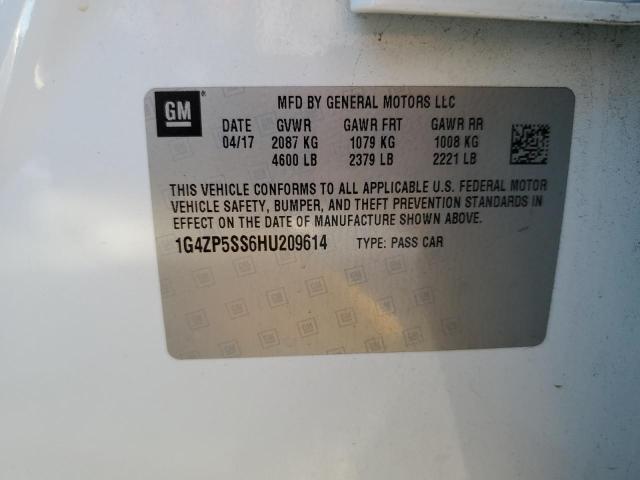 GM®
MFD BY GENERAL MOTORS LLC
DATE GVWR GAWR FRT GAWR RR
04/17 2087 KG 1079 KG 1008 KG
4600 LB 2379 LB 2221 LB
THIS VEHICLE CONFORMS TO ALL APPLICABLE U.S. FEDERAL MOTOR
VEHICLE SAFETY, BUMPER, AND THEFT PREVENTION STANDARDS IN
EFFECT ON THE DATE OF MANUFACTURE SHOWN ABOVE.
1G4ZP5SS6HU209614 TYPE: PASS CAR